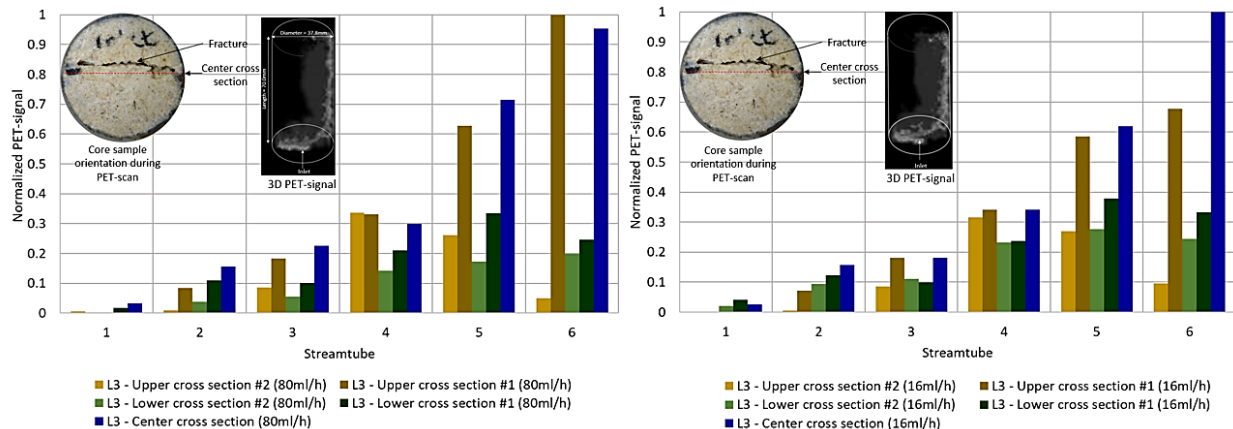 1
0.9
0.8
0.7
0.6
0.5
0.4
0.3
0.2
0.1
0
Normalized PET-signal
Fracture
Center cross
section
Core sample
orientation during
PET-scan
Diameter = 37.8mm
Inlet
3D PET-signal
1 2 3 4 5 6
Streamtube
L3 - Upper cross section #2 (80ml/h) L3 - Upper cross section #1 (80ml/h)
L3 - Lower cross section #2 (80ml/h) L3 - Lower cross section #1 (80ml/h)
L3 - Center cross section (80ml/h)
1
0.9
0.8
0.7
0.6
0.5
0.4
0.3
0.2
0.1
0
Normalized PET-signal
Fracture
Center cross
section
Core sample
orientation during
PET-scan
Inlet
3D PET-signal
1 2 3 4 5 6
Streamtube
L3 - Upper cross section #2 (16ml/h) L3 - Upper cross section #1 (16ml/h)
L3 - Lower cross section #2 (16ml/h) L3 - Lower cross section #1 (16ml/h)
L3 - Center cross section (16ml/h)